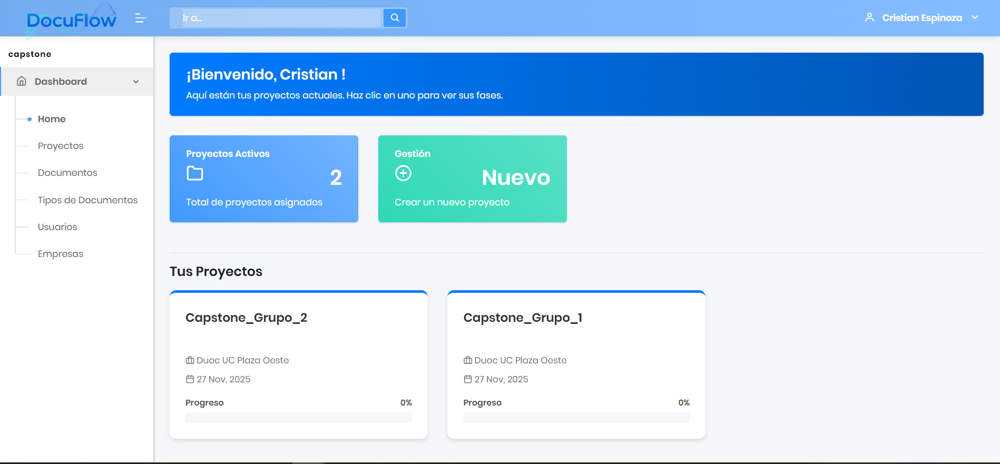 DocuFlow
Ir a...
Cristian Espinoza
capstone
Dashboard
Home
Proyectos
Documentos
Tipos de Documentos
Usuarios
Empresas
¡Bienvenido, Cristian !
Aquí están tus proyectos actuales. Haz clic en uno para ver sus fases.
Proyectos Activos
2
Total de proyectos asignados
Gestión
Nuevo
Crear un nuevo proyecto
Tus Proyectos
Capstone_Grupo_2
Duoc UC Plaza Oeste
27 Nov, 2025
Progreso 0%
Capstone_Grupo_1
Duoc UC Plaza Oeste
27 Nov, 2025
Progreso 0%